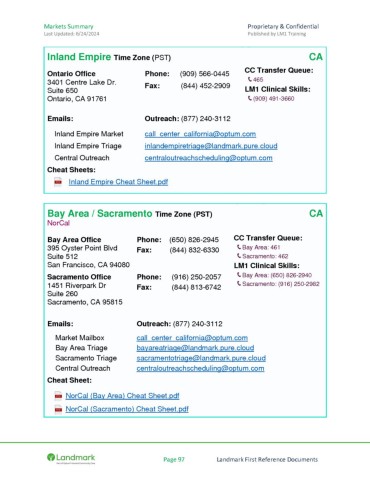 Markets Summary Proprietary & Confidential
Last Updated: 6/24/2024 Published by LM1 Training
Inland Empire Time Zone (PST) CA
Ontario Office Phone: (909) 566-0445 CC Transfer Queue:
3401 Centre Lake Dr. Fax: (844) 452-2909 465
Suite 650 LM1 Clinical Skills:
Ontario, CA 91761 (909) 491-3660
Emails: Outreach: (877) 240-3112
Inland Empire Market call_center_california@optum.com
Inland Empire Triage inlandempiretriage@landmark.pure.cloud
Central Outreach centraloutreachscheduling@optum.com
Cheat Sheets:
Inland Empire Cheat Sheet.pdf
Bay Area / Sacramento Time Zone (PST) CA
NorCal
Bay Area Office Phone: (650) 826-2945 CC Transfer Queue:
395 Oyster Point Blvd Fax: (844) 832-6330 Bay Area: 461
Suite 512 Sacramento: 462
San Francisco, CA 94080 LM1 Clinical Skills:
Sacramento Office Phone: (916) 250-2057 Bay Area: (650) 826-2940
1451 Riverpark Dr Fax: (844) 813-6742 Sacramento: (916) 250-2962
Suite 260
Sacramento, CA 95815
Emails: Outreach: (877) 240-3112
Market Mailbox call_center_california@optum.com
Bay Area Triage bayareatriage@landmark.pure.cloud
Sacramento Triage sacramentotriage@landmark.pure.cloud
Central Outreach centraloutreachscheduling@optum.com
Cheat Sheet:
NorCal (Bay Area) Cheat Sheet.pdf
NorCal (Sacramento) Cheat Sheet.pdf
Landmark Page 97 Landmark First Reference Documents